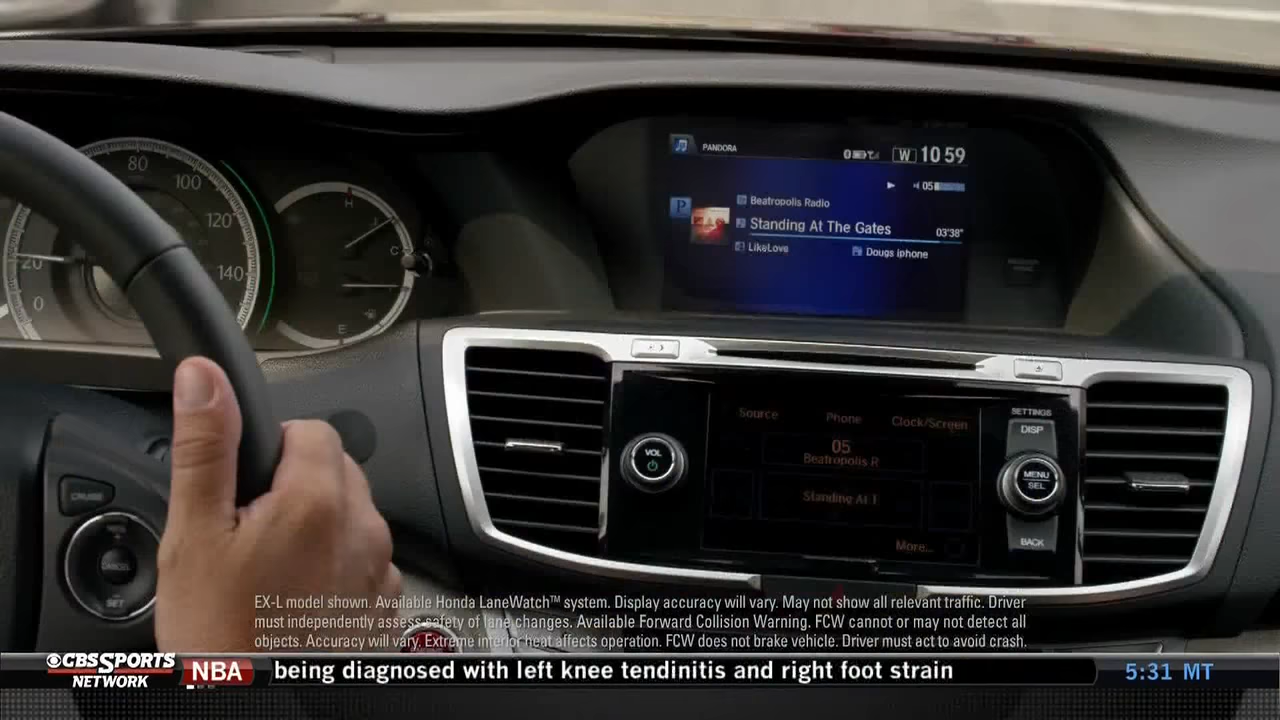 80
100
120
140
20
0
H
C
E
PANDORA
W 10 59
05
Beatropolis Radio
P
Standing At The Gates
03'38"
LikeLove
Dougs iphone
SETTINGS
Source
Phone
Clock/Screen
DISP
05
VOL
Beatropolis R
MENU
SEL
CRUISE
Standing At
BACK
More...
CANCEL
SET
EX-L model shown. Available Honda LaneWatch™ system. Display accuracy will vary. May not show all relevant traffic. Driver
must independently assess safety of lane changes. Available Forward Collision Warning. FCW cannot or may not detect all
objects. Accuracy will vary. Extreme interior heat affects operation. FCW does not brake vehicle. Driver must act to avoid crash.
CBSSPORTS
NETWORK
NBA
being diagnosed with left knee tendinitis and right foot strain
5:31 MT